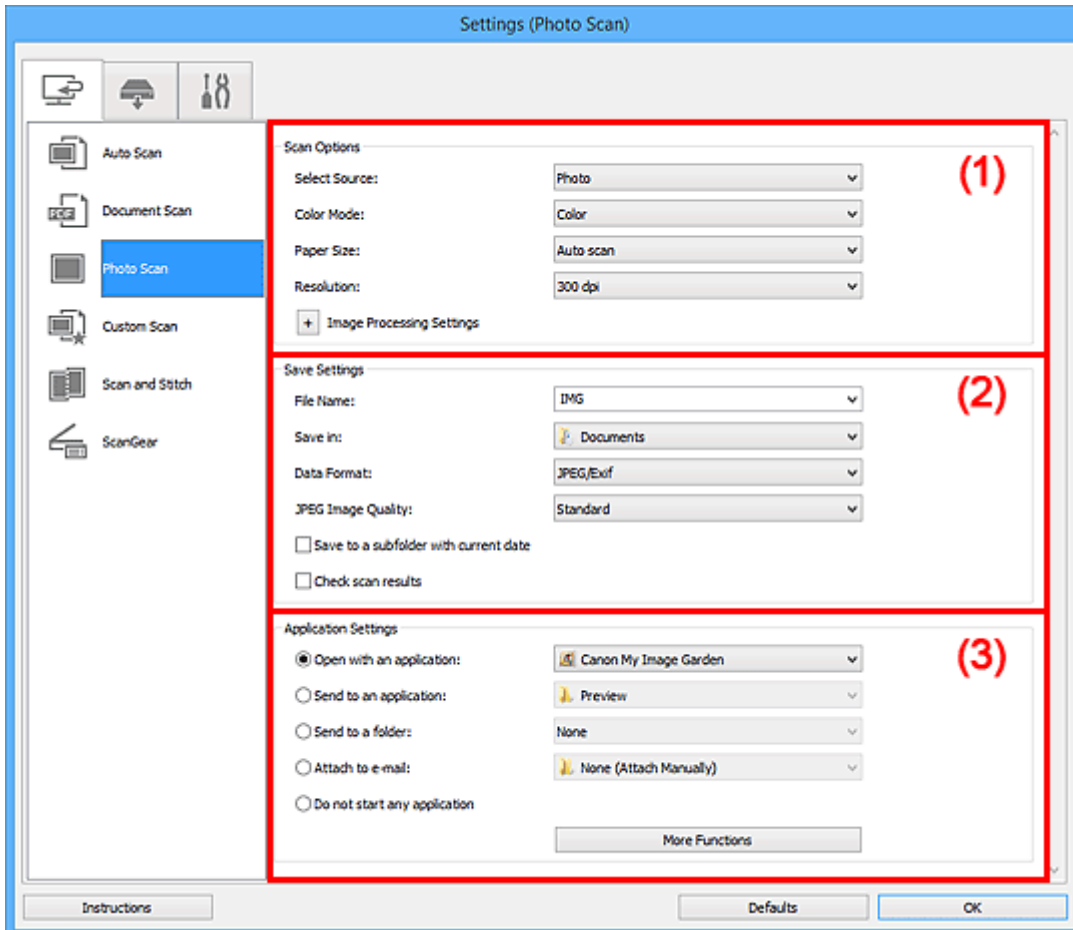 Settings (Photo Scan)
Auto Scan
PDF
Document Scan
Photo Scan
Custom Scan
Scan and Stitch
ScanGear
Scan Options
(1)
Select Source: Photo
Color Mode: Color
Paper Size: Auto scan
Resolution: 300 dpi
+ Image Processing Settings
Save Settings
(2)
File Name: IMG
Save in: Documents
Data Format: JPEG/Exif
JPEG Image Quality: Standard
Save to a subfolder with current date
Check scan results
Application Settings
(3)
Open with an application: Canon My Image Garden
Send to an application: Preview
Send to a folder: None
Attach to e-mail: None (Attach Manually)
Do not start any application
More Functions
Instructions Defaults OK